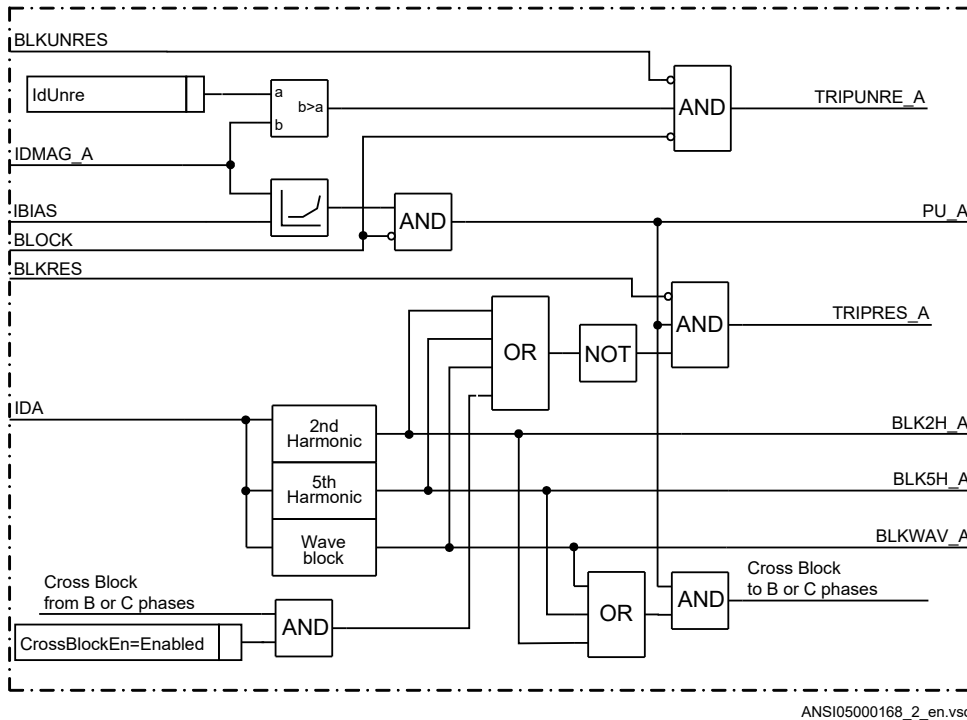 BLKUNRES
IdUnre
a
b>a
b
AND
TRIPUNRE_A
IDMAG_A
IBIAS
AND
PU_A
BLOCK
BLKRES
OR
NOT
AND
TRIPRES_A
IDA
2nd
Harmonic
BLK2H_A
5th
Harmonic
BLK5H_A
Wave
block
BLKWAV_A
Cross Block
from B or C phases
AND
CrossBlockEn=Enabled
OR
AND
Cross Block
to B or C phases
ANSI05000168_2_en.vsd